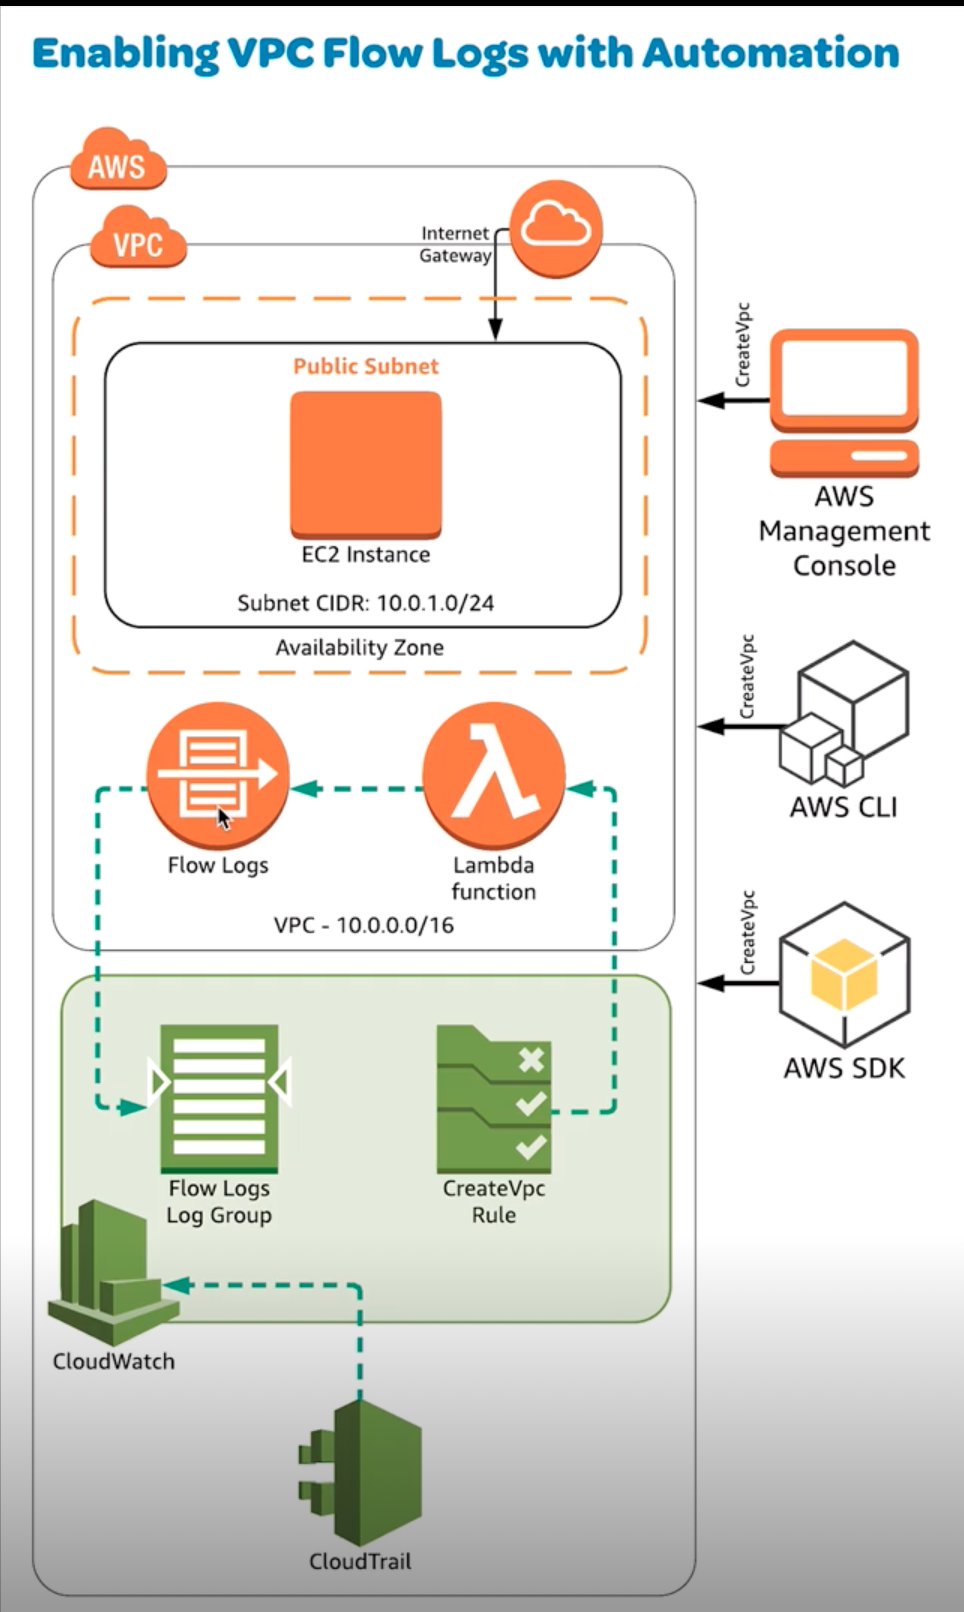 Enabling VPC Flow Logs with Automation
AWS
VPC
Internet
Gateway
Public Subnet
EC2 Instance
Subnet CIDR: 10.0.1.0/24
Availability Zone
CreateVpc
AWS
Management
Console
CreateVpc
AWS CLI
Flow Logs
Lambda
function
VPC - 10.0.0.0/16
CreateVpc
AWS SDK
Flow Logs
Log Group
CreateVpc
Rule
CloudWatch
CloudTrail